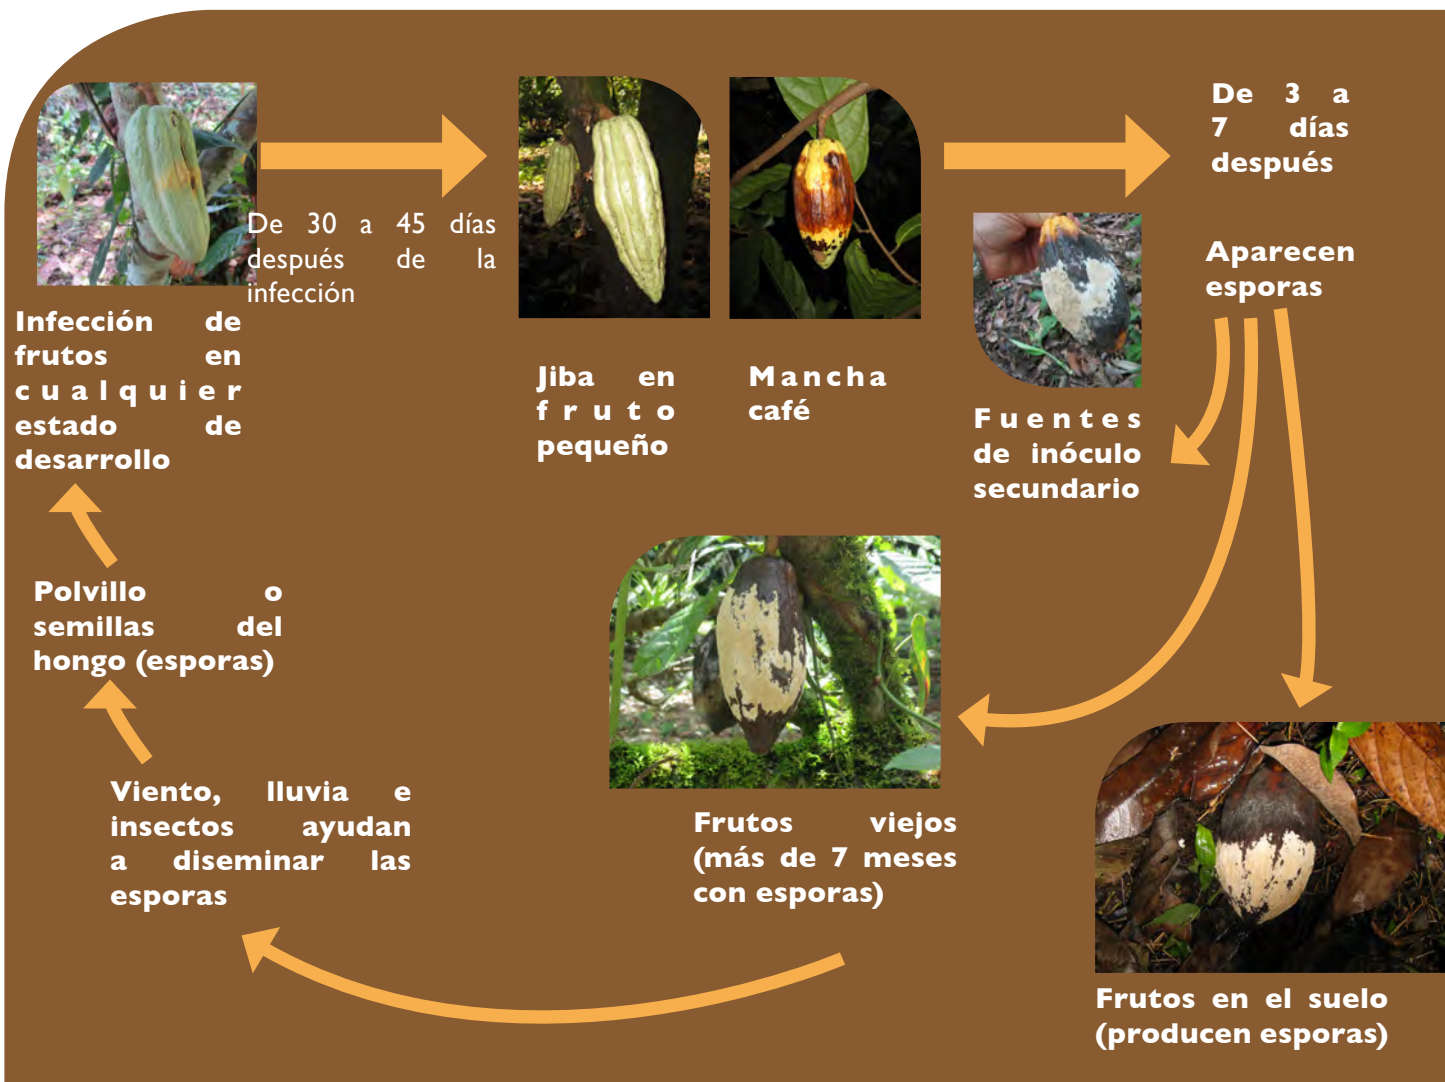 De 30 a 45 días
después de la
infección
Infección de
frutos en
cualquier
estado de
desarrollo
Jiba en
fruto
pequeño
Mancha
café
De 3 a
7 días
después
Aparecen
esporas
Fuentes
de inóculo
secundario
Frutos viejos
(más de 7 meses
con esporas)
Frutos en el suelo
(producen esporas)
Viento, lluvia e
insectos ayudan
a diseminar las
esporas
Polvillo o
semillas del
hongo (esporas)